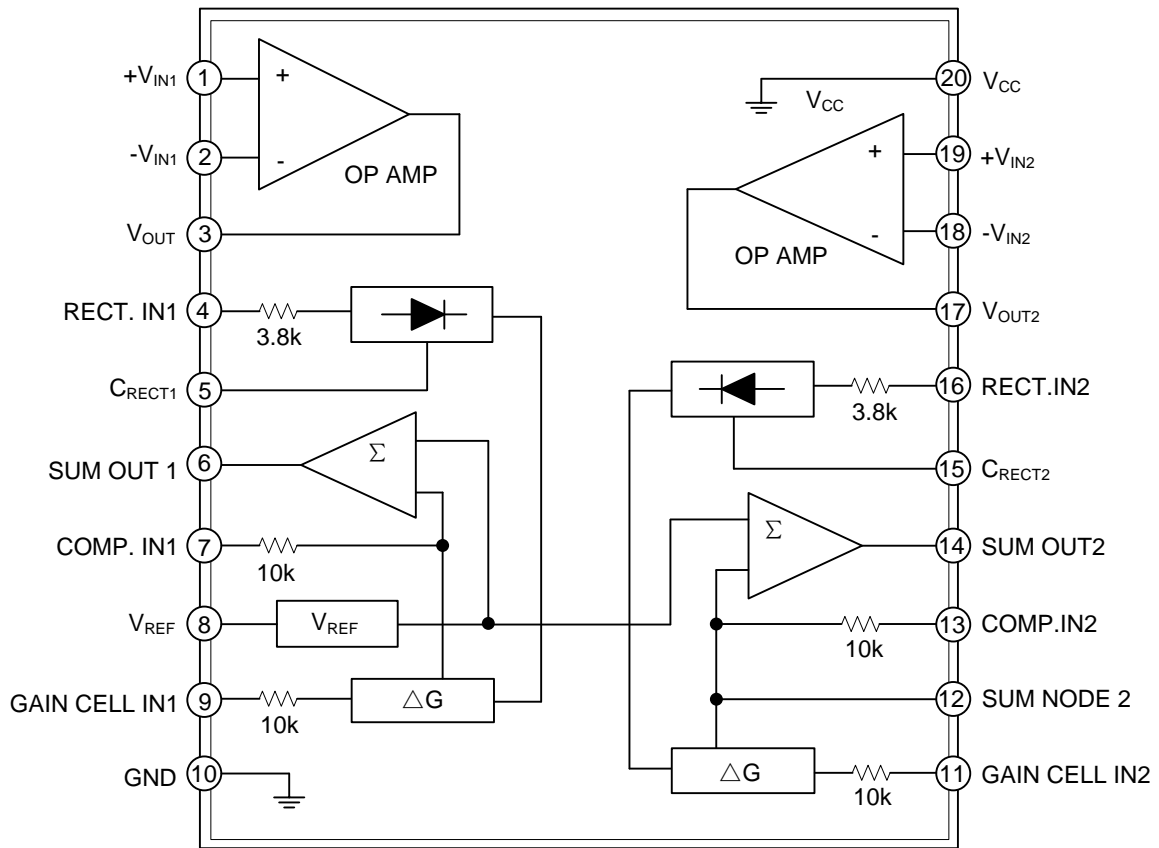 +VIN1
1
+
-VIN1
2
-
OP AMP
VOUT
3
RECT. IN1
4
3.8k
CRECT1
5
SUM OUT 1
6
Σ
COMP. IN1
7
10k
VREF
8
VREF
GAIN CELL IN1
9
10k
△G
GND
10
20
VCC
VCC
+
19
+VIN2
-
18
-VIN2
OP AMP
17
VOUT2
16
RECT.IN2
3.8k
15
CRECT2
Σ
14
SUM OUT2
13
COMP.IN2
10k
12
SUM NODE 2
△G
11
GAIN CELL IN2
10k